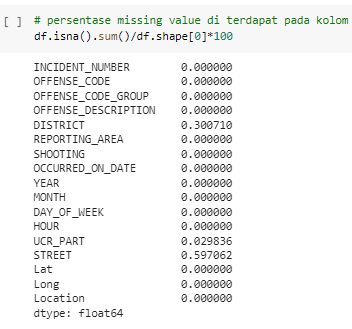 [ ] # persentase missing value di terdapat pada kolom
df.isna().sum()/df.shape[0]*100
INCIDENT_NUMBER 0.000000
OFFENSE_CODE 0.000000
OFFENSE_CODE_GROUP 0.000000
OFFENSE_DESCRIPTION 0.000000
DISTRICT 0.300710
REPORTING_AREA 0.000000
SHOOTING 0.000000
OCCURRED_ON_DATE 0.000000
YEAR 0.000000
MONTH 0.000000
DAY_OF_WEEK 0.000000
HOUR 0.000000
UCR_PART 0.029836
STREET 0.597062
Lat 0.000000
Long 0.000000
Location 0.000000
dtype: float64